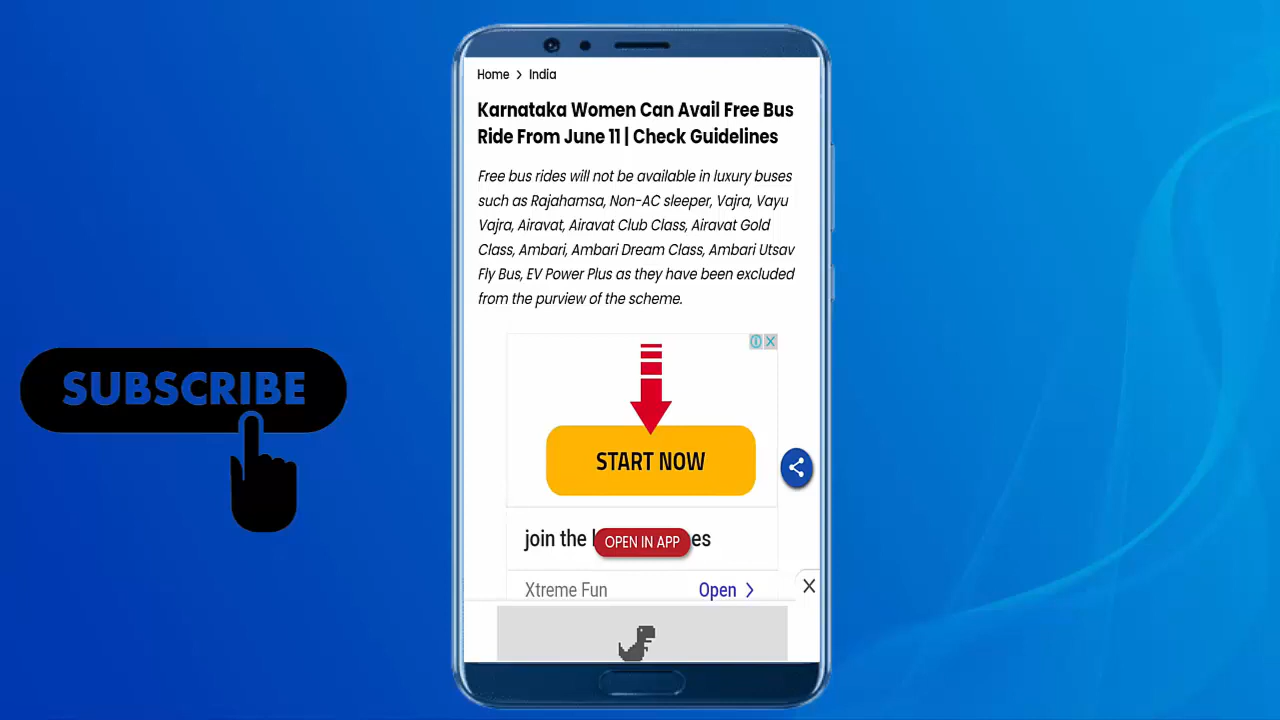 Home > India
Karnataka Women Can Avail Free Bus
Ride From June 11 | Check Guidelines
Free bus rides will not be available in luxury buses
such as Rajahamsa, Non-AC sleeper, Vajra, Vayu
Vajra, Airavat, Airavat Club Class, Airavat Gold
Class, Ambari, Ambari Dream Class, Ambari Utsav
Fly Bus, EV Power Plus as they have been excluded
from the purview of the scheme.
SUBSCRIBE
START NOW
join the
OPEN IN APP
Xtreme Fun
Open >